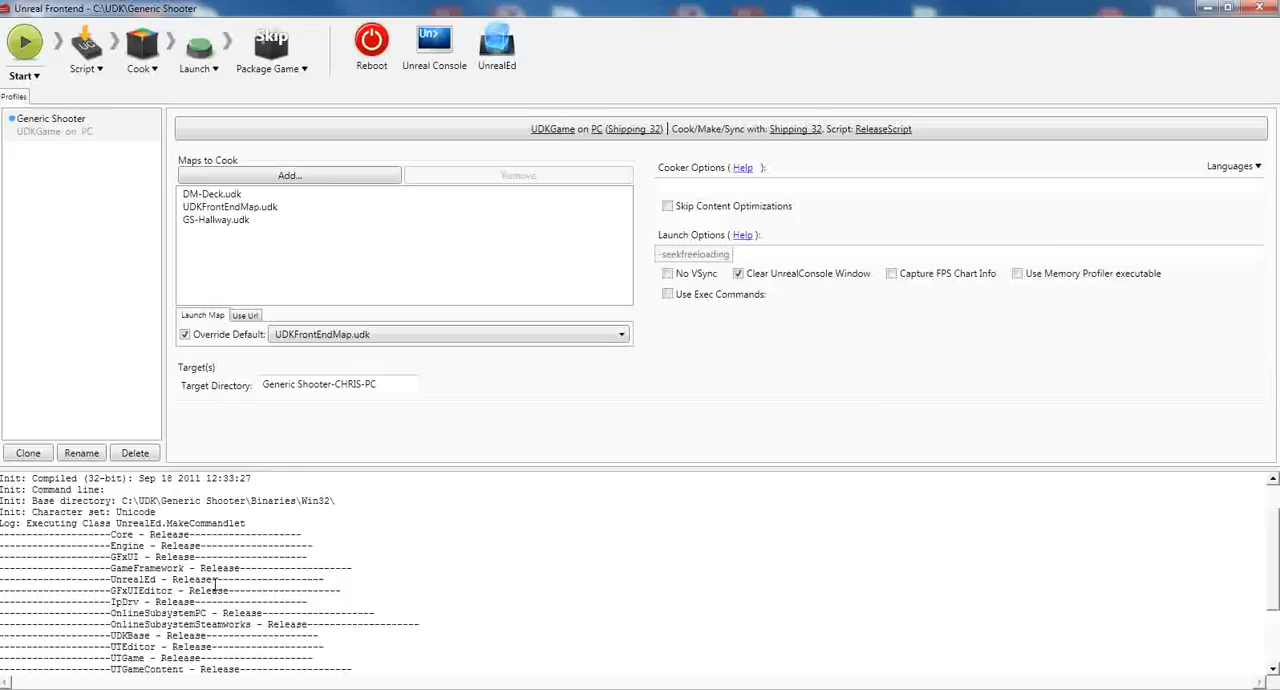 Unreal Frontend - C:\UDK\Generic Shooter
Start Script Cook Launch Skip Package Game Reboot Un> Unreal Console UnrealEd
Profiles
Generic Shooter
UDKGame on PC
UDKGame on PC (Shipping_32) | Cook/Make/Sync with: Shipping_32. Script: ReleaseScript
Maps to Cook
Add... Remove
DM-Deck.udk
UDKFrontEndMap.udk
GS-Hallway.udk
Launch Map Use Url
Override Default: UDKFrontEndMap.udk
Target(s)
Target Directory: Generic Shooter-CHRIS-PC
Cooker Options ( Help ): Languages
Skip Content Optimizations
Launch Options ( Help ):
-seekfreeloading
No VSync Clear UnrealConsole Window Capture FPS Chart Info Use Memory Profiler executable
Use Exec Commands:
Clone Rename Delete
Init: Compiled (32-bit): Sep 18 2011 12:33:27
Init: Command line:
Init: Base directory: C:\UDK\Generic Shooter\Binaries\Win32\
Init: Character set: Unicode
Log: Executing Class UnrealEd.MakeCommandlet
--------------------Core - Release--------------------
--------------------Engine - Release--------------------
--------------------GFxUI - Release--------------------
--------------------GameFramework - Release--------------------
--------------------UnrealEd - Release--------------------
--------------------GFxUIEditor - Release--------------------
--------------------IpDrv - Release--------------------
--------------------OnlineSubsystemPC - Release--------------------
--------------------OnlineSubsystemSteamworks - Release--------------------
--------------------UDKBase - Release--------------------
--------------------UTEditor - Release--------------------
--------------------UTGame - Release--------------------
--------------------UTGameContent - Release--------------------